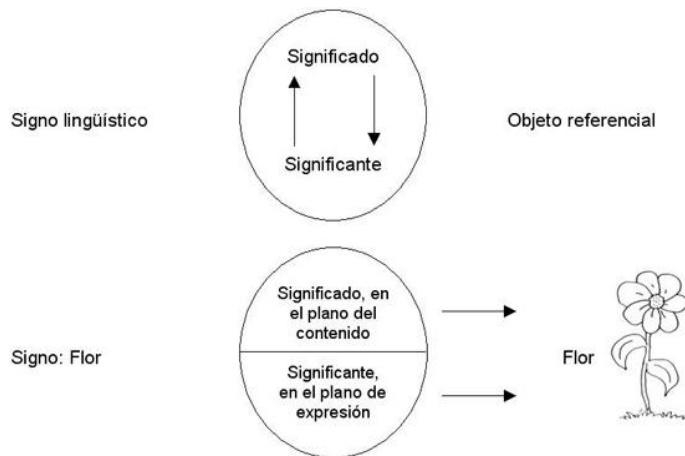 Significado
Signo lingüístico
Objeto referencial
Significante
Significado, en
el plano del
contenido
Signo: Flor
Flor
Significante,
en el plano de
expresión